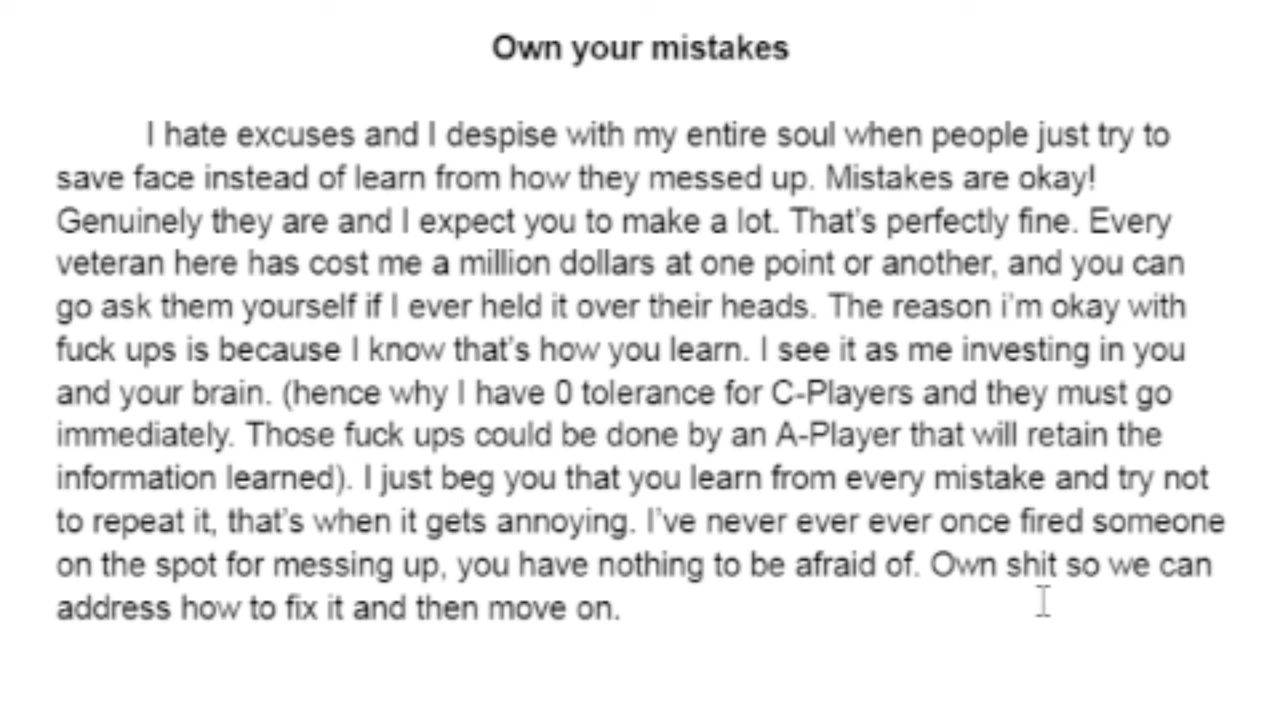 Own your mistakes
I hate excuses and I despise with my entire soul when people just try to
save face instead of learn from how they messed up. Mistakes are okay!
Genuinely they are and I expect you to make a lot. That's perfectly fine. Every
veteran here has cost me a million dollars at one point or another, and you can
go ask them yourself if I ever held it over their heads. The reason i'm okay with
fuck ups is because I know that's how you learn. I see it as me investing in you
and your brain. (hence why I have 0 tolerance for C-Players and they must go
immediately. Those fuck ups could be done by an A-Player that will retain the
information learned). I just beg you that you learn from every mistake and try not
to repeat it, that's when it gets annoying. I've never ever ever once fired someone
on the spot for messing up, you have nothing to be afraid of. Own shit so we can
address how to fix it and then move on.